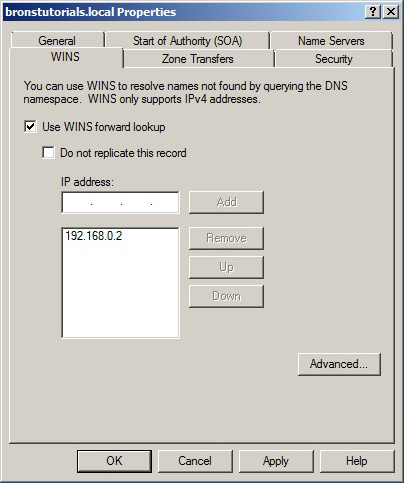 bronstutorials.local Properties
General
Start of Authority (SOA)
Name Servers
WINS
Zone Transfers
Security
You can use WINS to resolve names not found by querying the DNS
namespace. WINS only supports IPv4 addresses.
Use WINS forward lookup
Do not replicate this record
IP address:
. . .
Add
192.168.0.2
Remove
Up
Down
Advanced...
OK
Cancel
Apply
Help